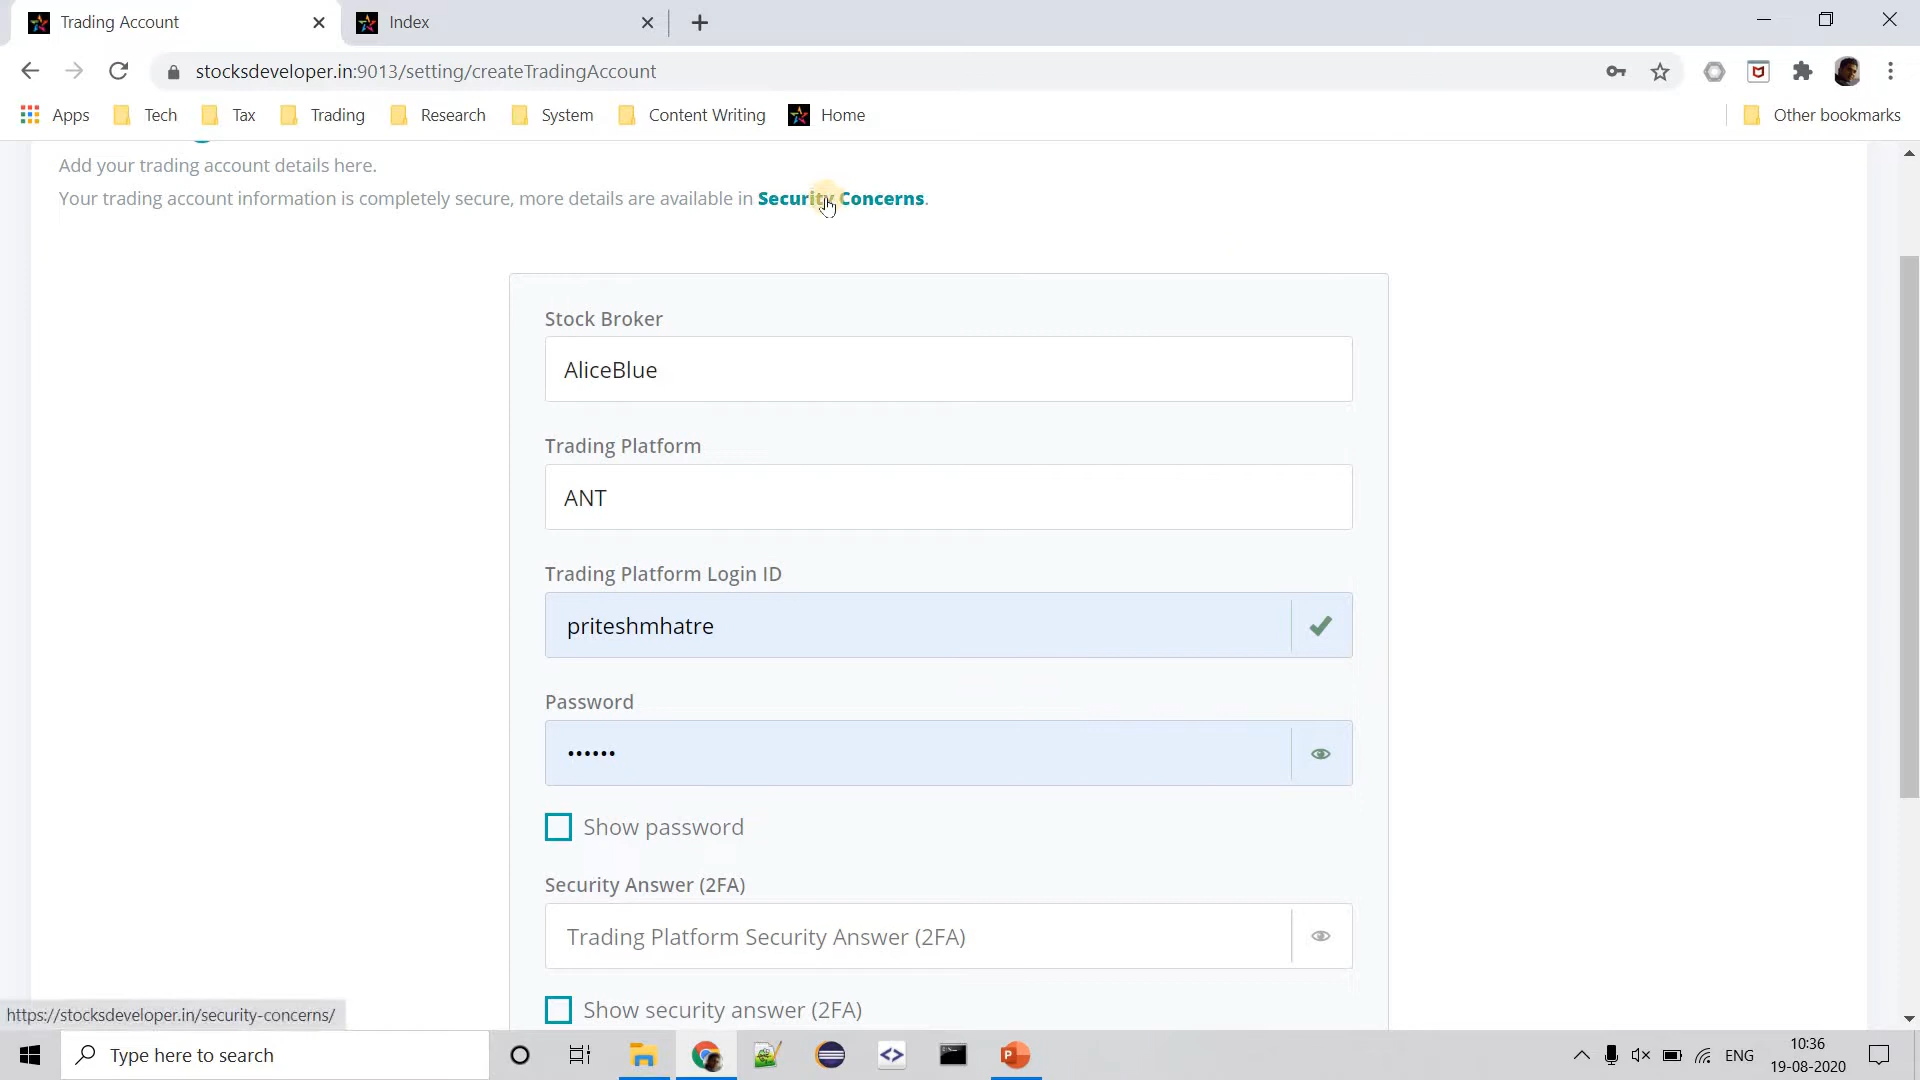 Trading Account
Index
stocksdeveloper.in:9013/setting/createTradingAccount
Apps
Tech
Tax
Trading
Research
System
Content Writing
Home
Other bookmarks
Add your trading account details here.
Your trading account information is completely secure, more details are available in Security Concerns.
Stock Broker
AliceBlue
Trading Platform
ANT
Trading Platform Login ID
priteshmhatre
Password
••••••
Show password
Security Answer (2FA)
Trading Platform Security Answer (2FA)
Show security answer (2FA)
https://stocksdeveloper.in/security-concerns/
Type here to search
ENG
10:36
19-08-2020